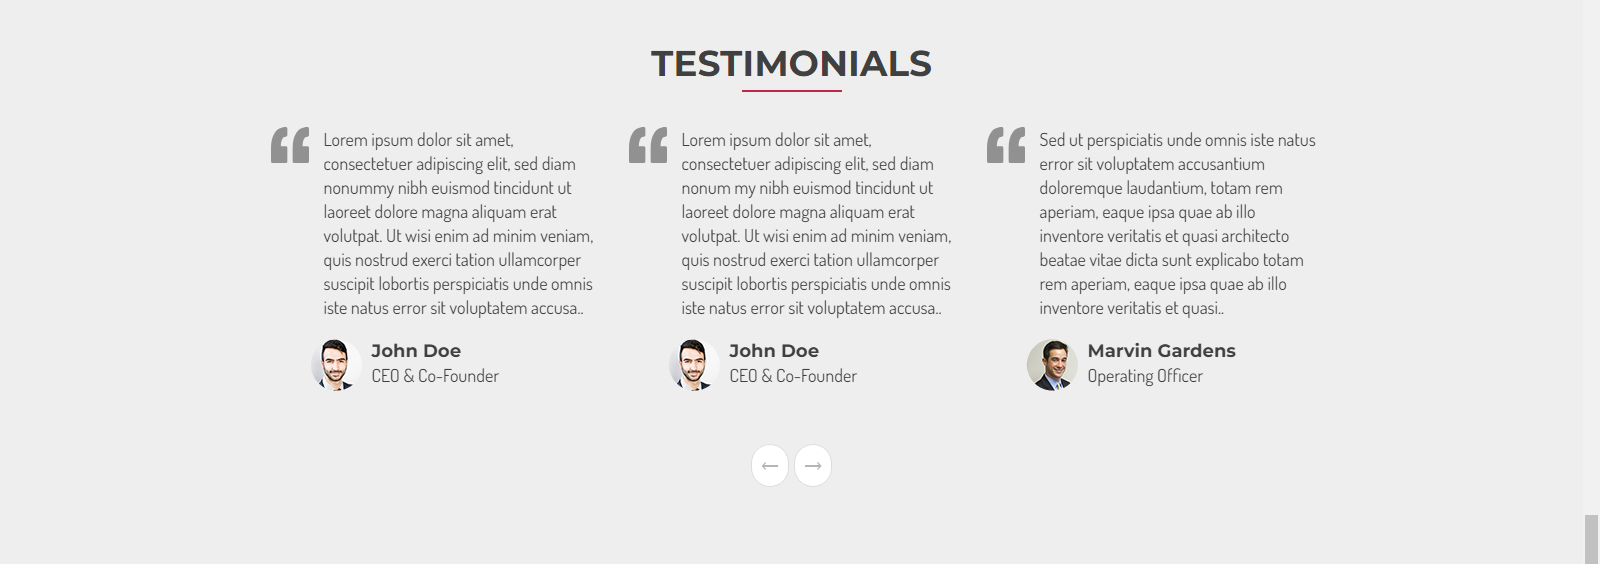 TESTIMONIALS
Lorem ipsum dolor sit amet,
consectetuer adipiscing elit, sed diam
nonummy nibh euismod tincidunt ut
laoreet dolore magna aliquam erat
volutpat. Ut wisi enim ad minim veniam,
quis nostrud exerci tation ullamcorper
suscipit lobortis perspiciatis unde omnis
iste natus error sit voluptatem accusa..
John Doe
CEO & Co-Founder
Lorem ipsum dolor sit amet,
consectetuer adipiscing elit, sed diam
nonum my nibh euismod tincidunt ut
laoreet dolore magna aliquam erat
volutpat. Ut wisi enim ad minim veniam,
quis nostrud exerci tation ullamcorper
suscipit lobortis perspiciatis unde omnis
iste natus error sit voluptatem accusa..
John Doe
CEO & Co-Founder
Sed ut perspiciatis unde omnis iste natus
error sit voluptatem accusantium
doloremque laudantium, totam rem
aperiam, eaque ipsa quae ab illo
inventore veritatis et quasi architecto
beatae vitae dicta sunt explicabo totam
rem aperiam, eaque ipsa quae ab illo
inventore veritatis et quasi..
Marvin Gardens
Operating Officer